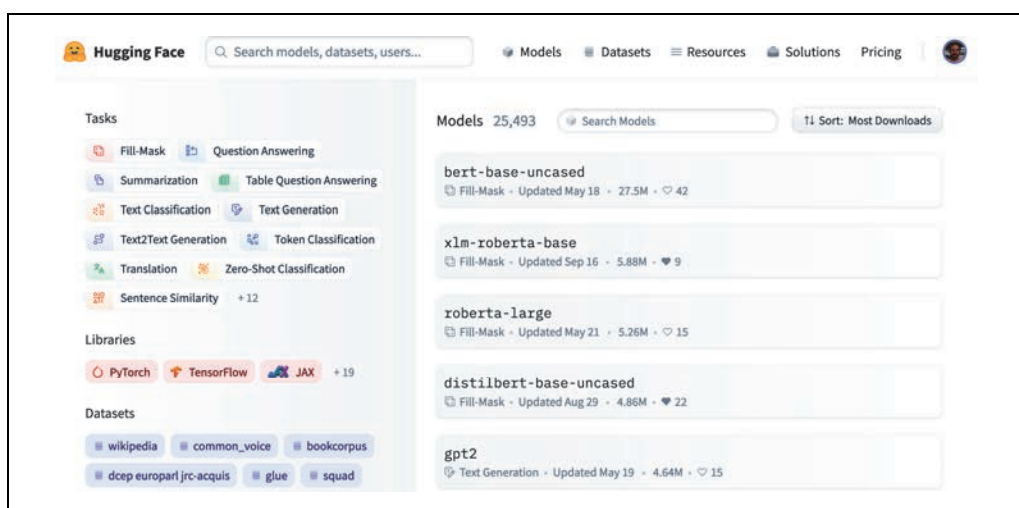 Hugging Face Search models, datasets, users... Models Datasets Resources Solutions Pricing
Tasks
Fill-Mask Question Answering
Summarization Table Question Answering
Text Classification Text Generation
Text2Text Generation Token Classification
Translation Zero-Shot Classification
Sentence Similarity +12
Libraries
PyTorch TensorFlow JAX +19
Datasets
wikipedia common_voice bookcorpus
dcep europarl jrc-acquis glue squad
Models 25,493 Search Models ↑↓ Sort: Most Downloads
bert-base-uncased
Fill-Mask • Updated May 18 • 27.5M • ♡ 42
xlm-roberta-base
Fill-Mask • Updated Sep 16 • 5.88M • ♥ 9
roberta-large
Fill-Mask • Updated May 21 • 5.26M • ♡ 15
distilbert-base-uncased
Fill-Mask • Updated Aug 29 • 4.86M • ♥ 22
gpt2
Text Generation • Updated May 19 • 4.64M • ♡ 15